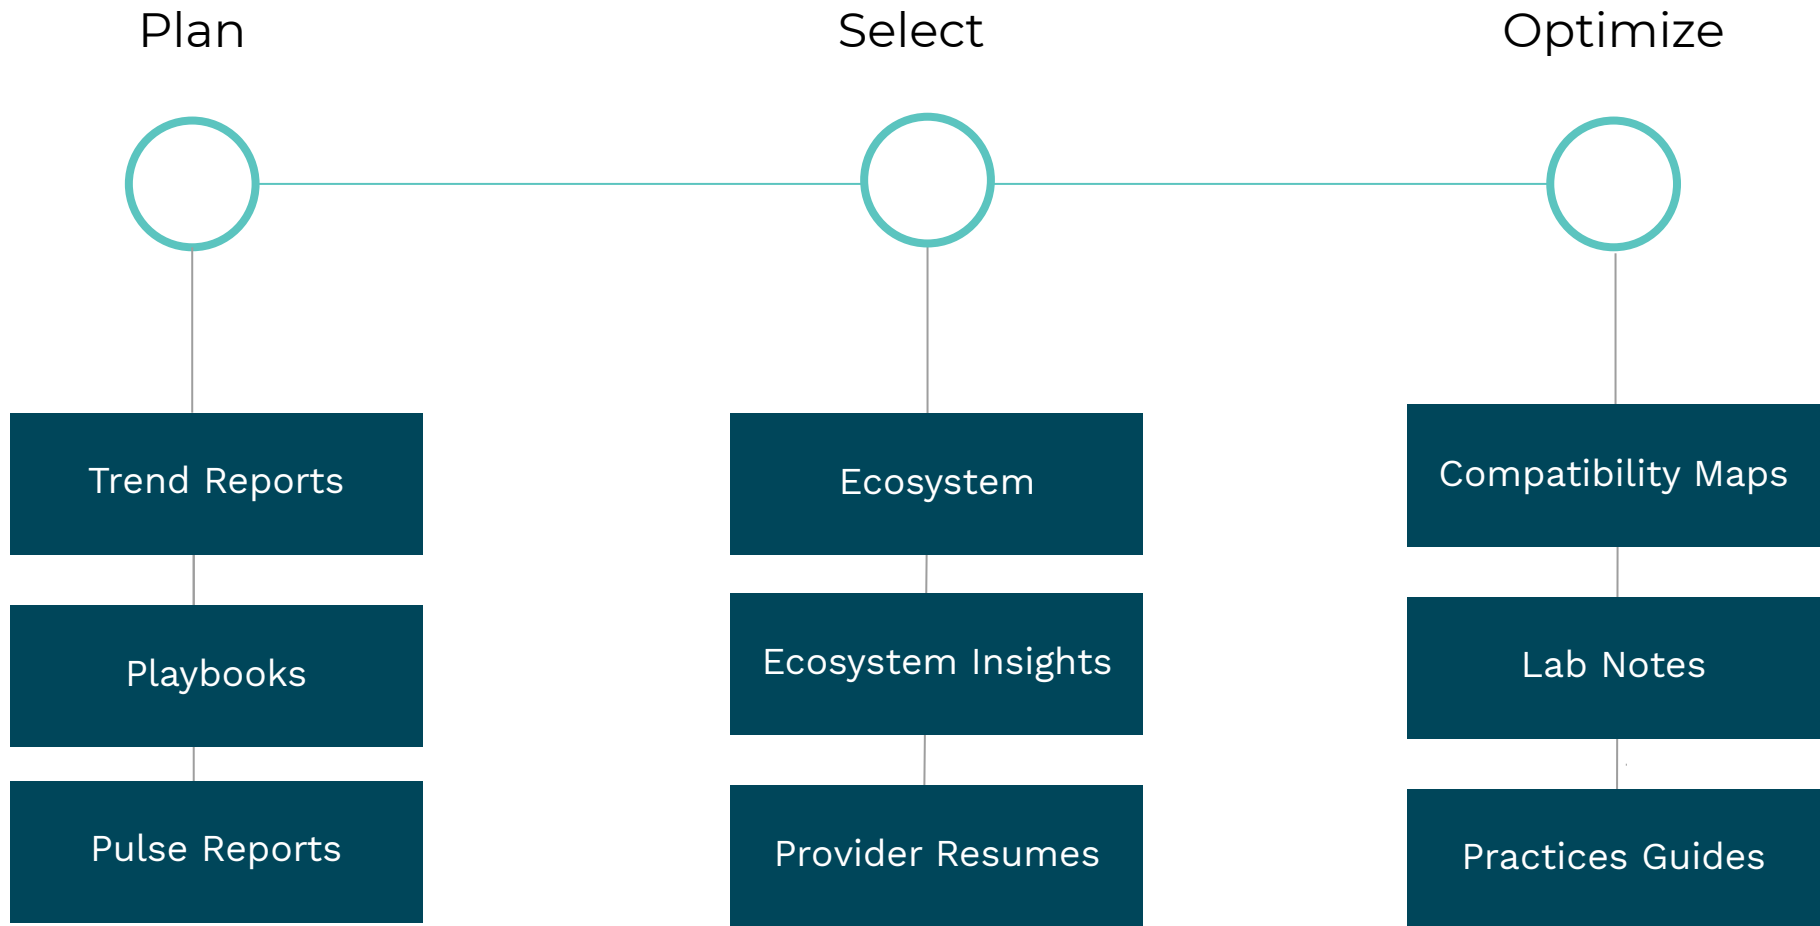 Plan
Select
Optimize
Trend Reports
Playbooks
Pulse Reports
Ecosystem
Ecosystem Insights
Provider Resumes
Compatibility Maps
Lab Notes
Practices Guides